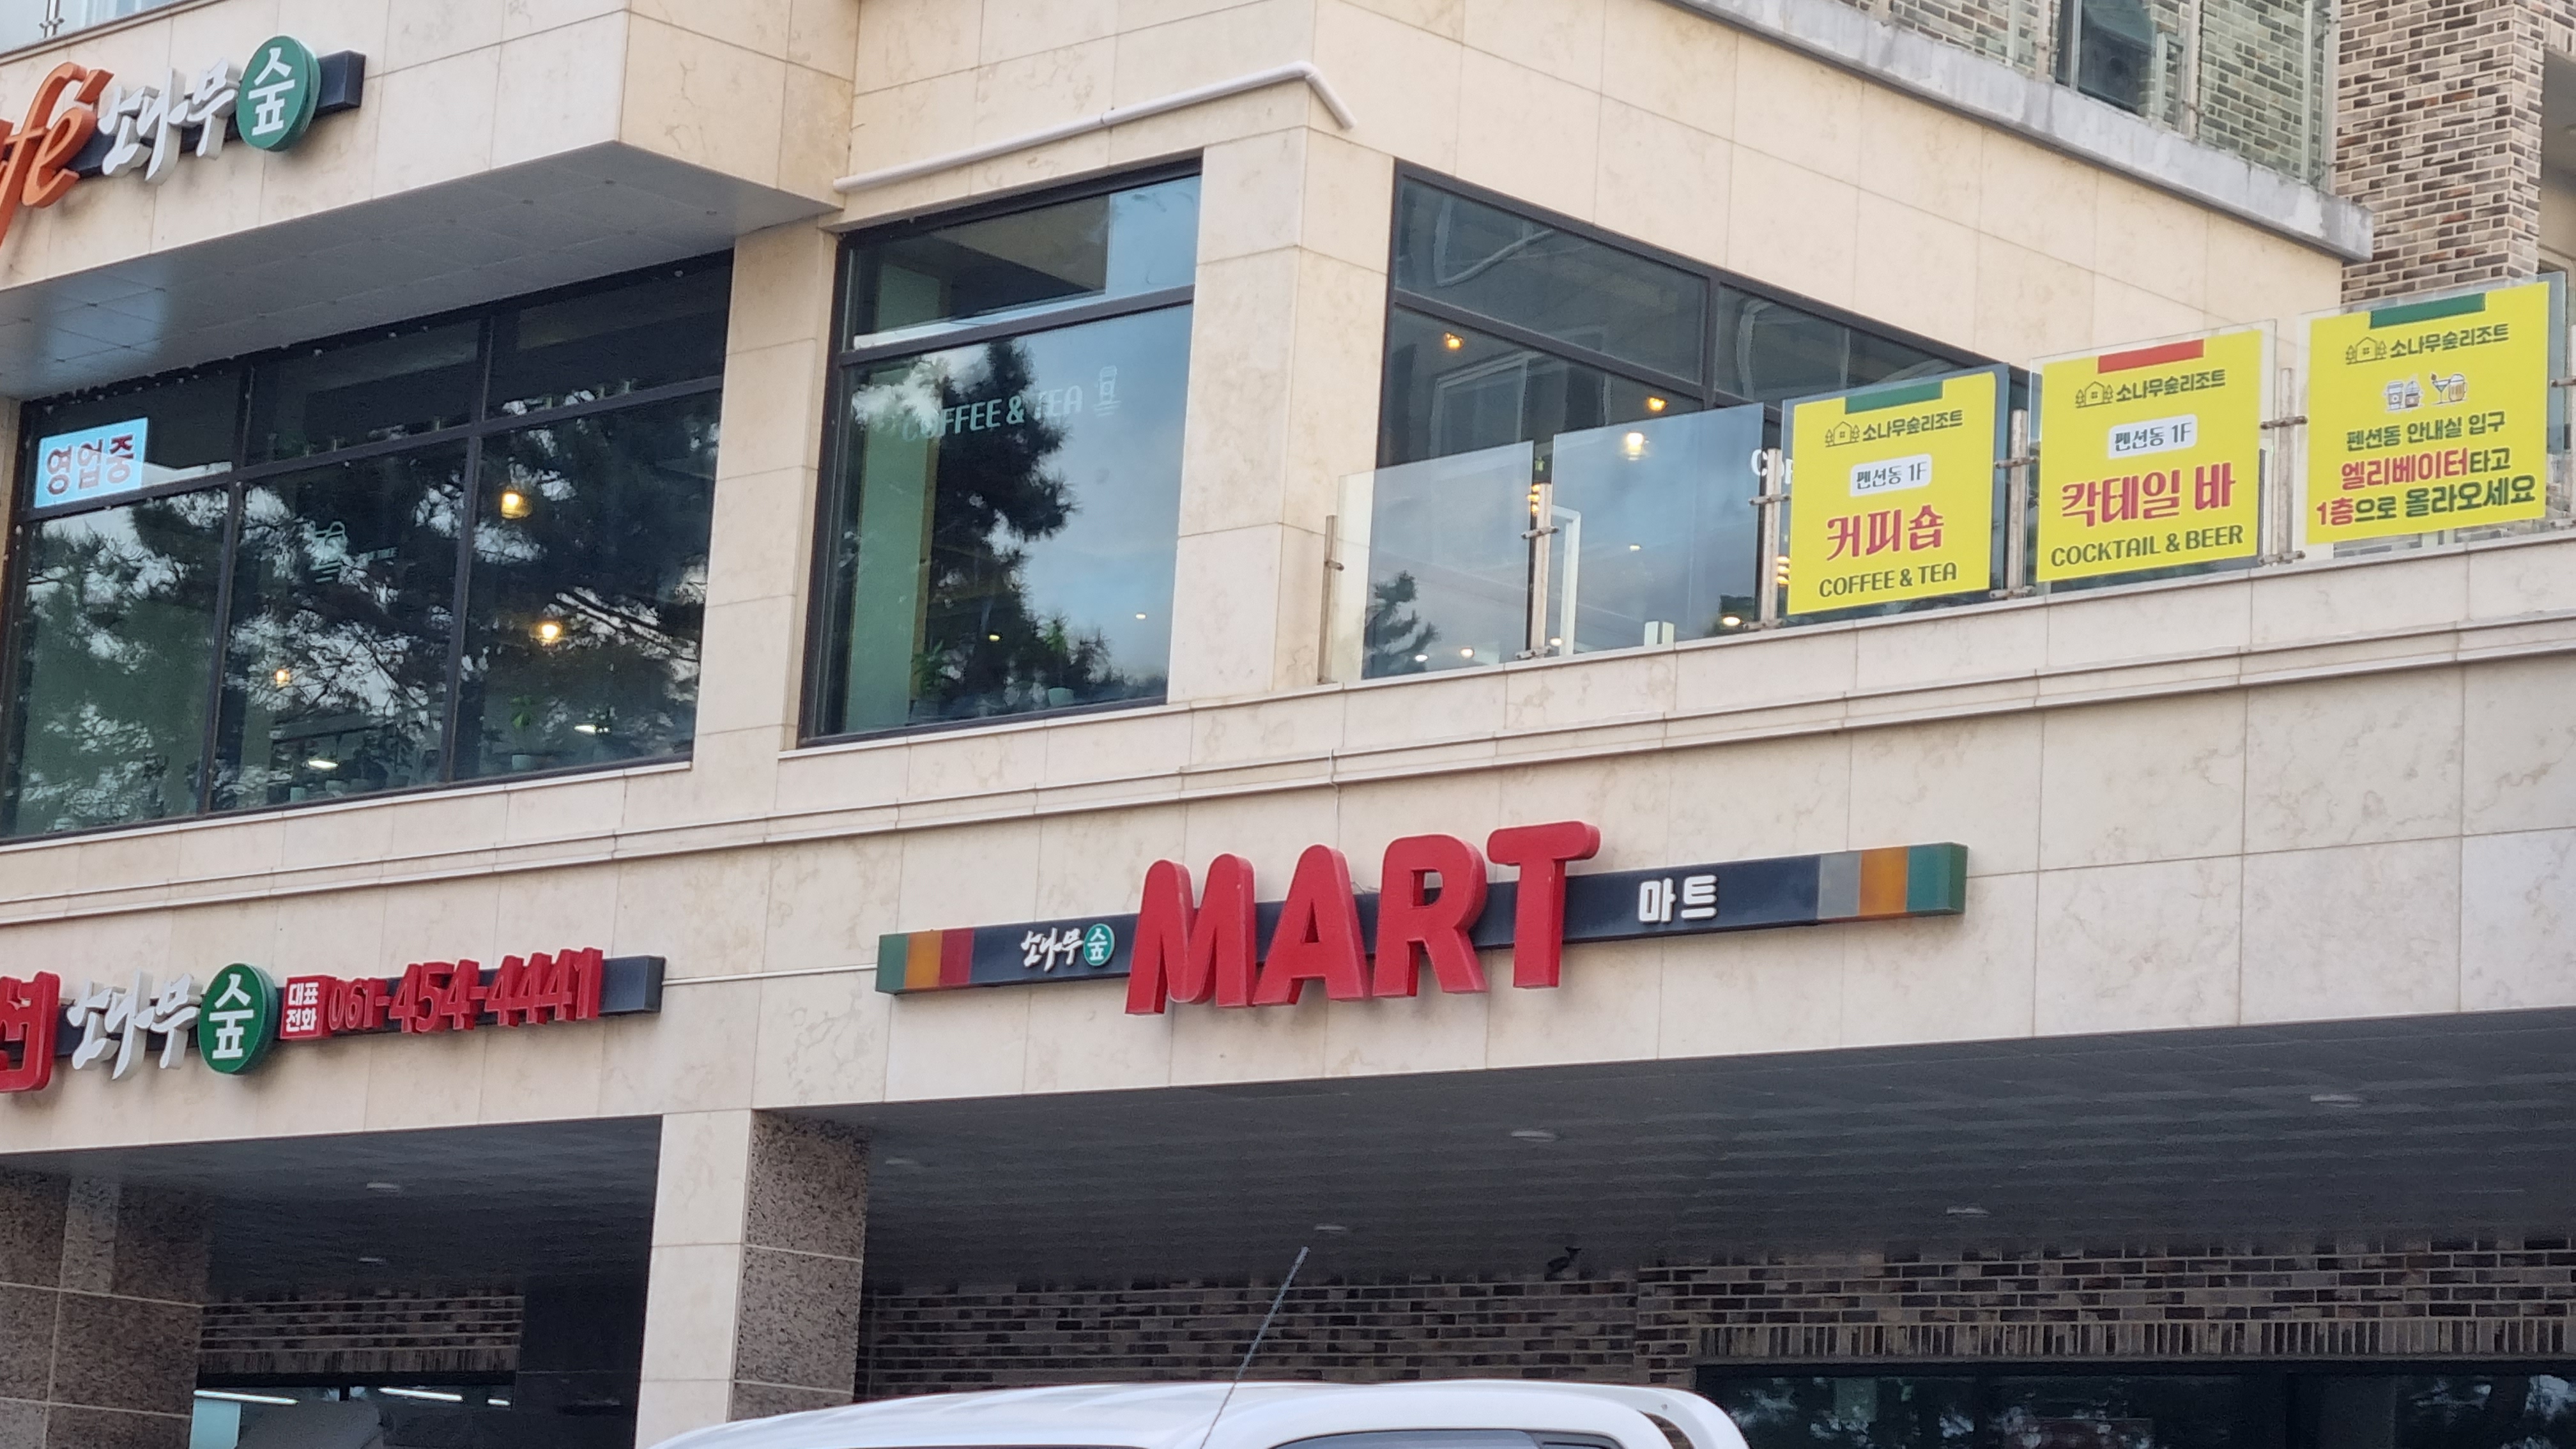 소나무숲
영업중
COFFEE & TEA
소나무숲리조트
펜션동 1F
커피숍
COFFEE & TEA
소나무숲리조트
펜션동 1F
칵테일 바
COCKTAIL & BEER
소나무숲리조트
펜션동 안내실 입구
엘리베이터타고
1층으로 올라오세요
소나무숲 대표전화 061-454-4441
소나무숲 MART 마트